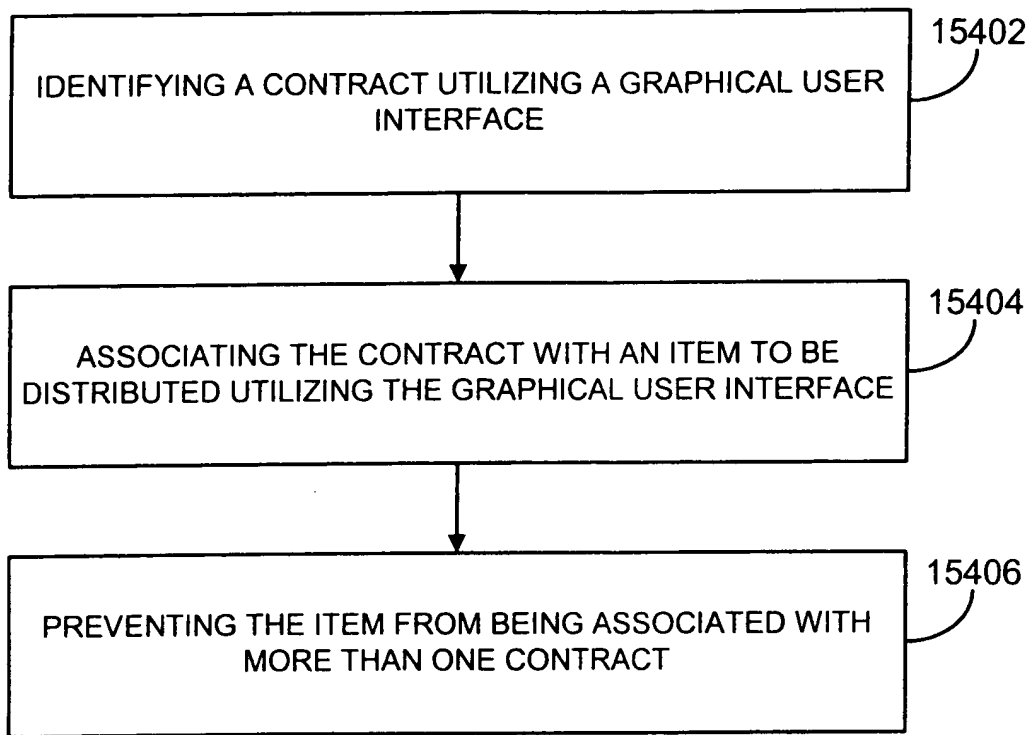 15402
IDENTIFYING A CONTRACT UTILIZING A GRAPHICAL USER
INTERFACE
15404
ASSOCIATING THE CONTRACT WITH AN ITEM TO BE
DISTRIBUTED UTILIZING THE GRAPHICAL USER INTERFACE
15406
PREVENTING THE ITEM FROM BEING ASSOCIATED WITH
MORE THAN ONE CONTRACT